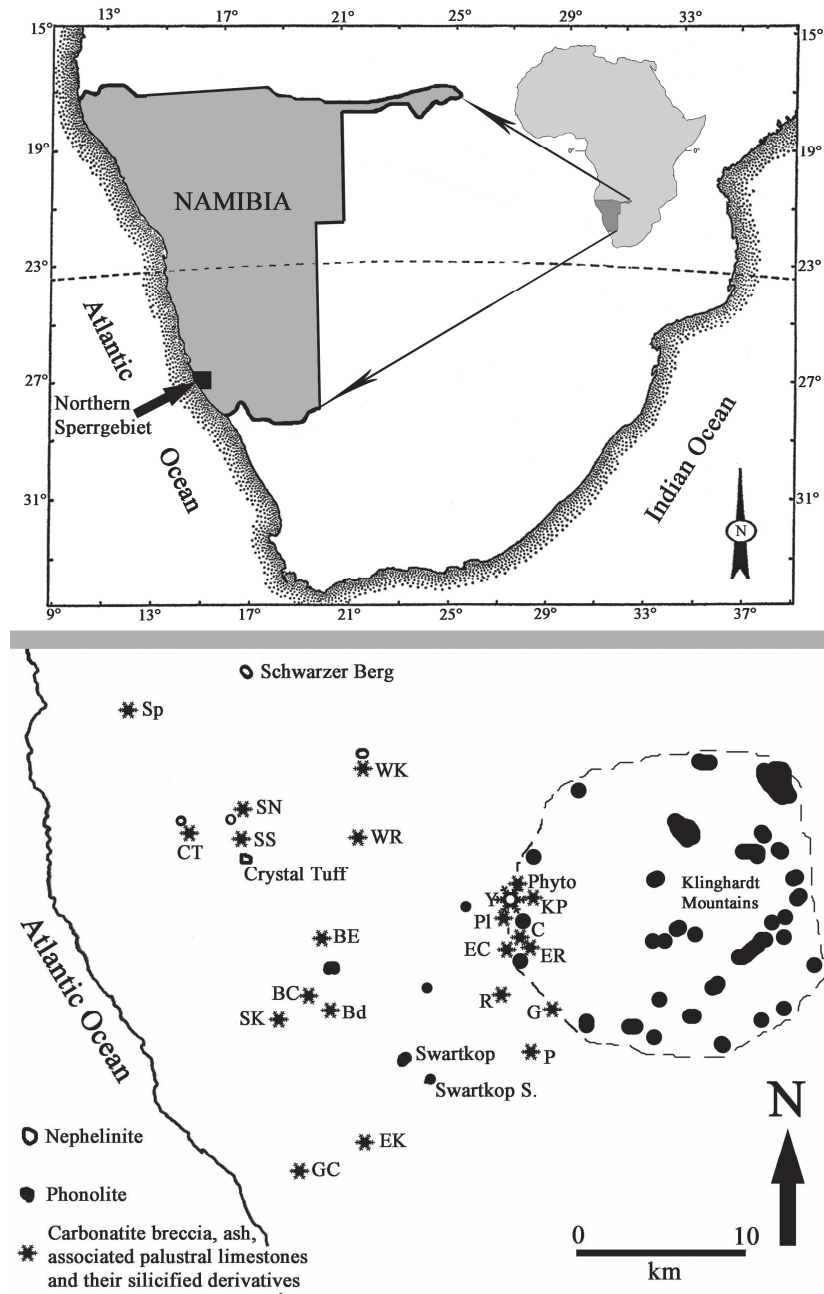 13° 17° 21° 25° 29° 33°
15° 15°
19° 0° 0° 19°
NAMIBIA
23° 23°
Atlantic
27° 27°
Northern
Sperrgebiet
Ocean
Indian Ocean
31° 31°
N
9° 13° 17° 21° 25° 29° 33° 37°
Schwarzer Berg
Sp
WK
SN
SS
WR
CT
Crystal Tuff
Phyto
Y
KP
Klinghardt
Mountains
Pl
C
BE
EC
ER
BC
Bd
R
SK
G
Swartkop
P
Swartkop S.
Atlantic Ocean
N
Nephelinite
EK
GC
Phonolite
Carbonatite breccia, ash,
associated palustral limestones
and their silicified derivatives
0 10
km